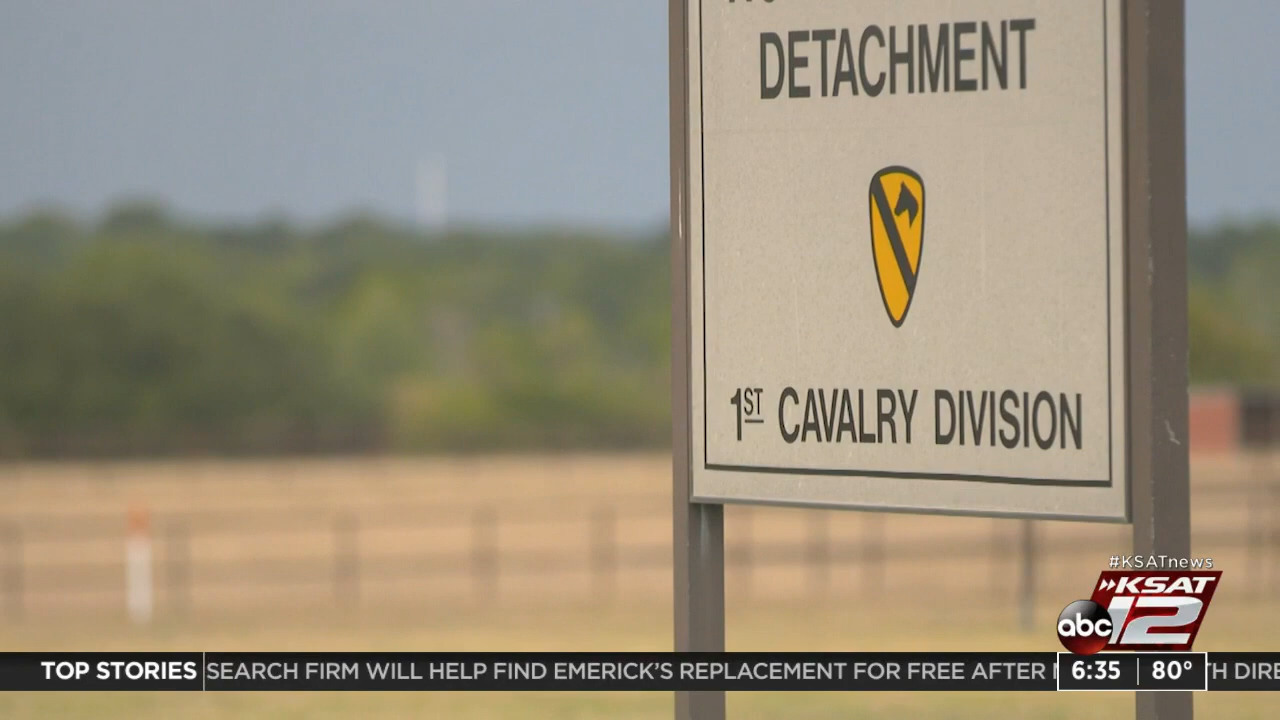 DETACHMENT
1ST CAVALRY DIVISION
#KSATnews
KSAT
abc 12
TOP STORIES SEARCH FIRM WILL HELP FIND EMERICK'S REPLACEMENT FOR FREE AFTER
6:35 80°